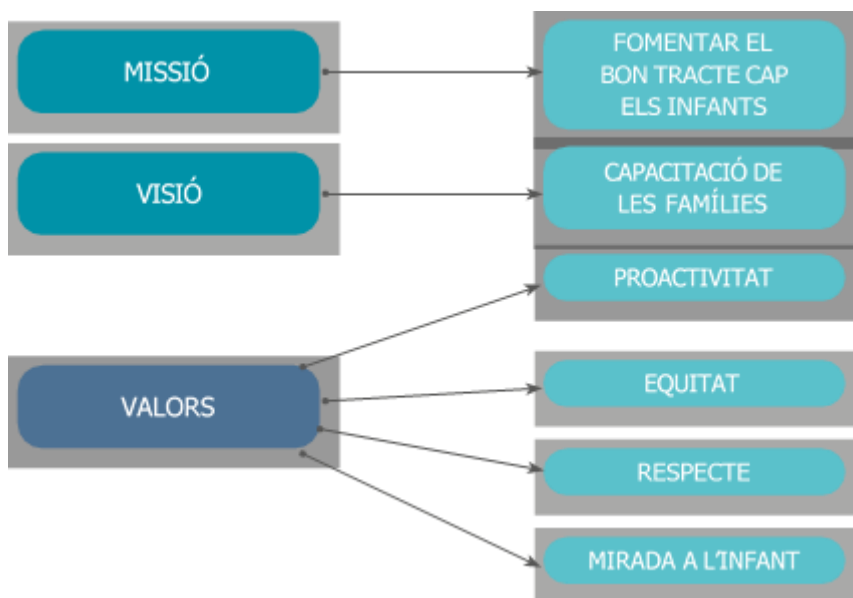 MISSIÓ
FOMENTAR EL
BON TRACTE CAP
ELS INFANTS
VISIÓ
CAPACITACIÓ DE
LES FAMÍLIES
VALORS
PROACTIVITAT
EQUITAT
RESPECTE
MIRADA A L'INFANT